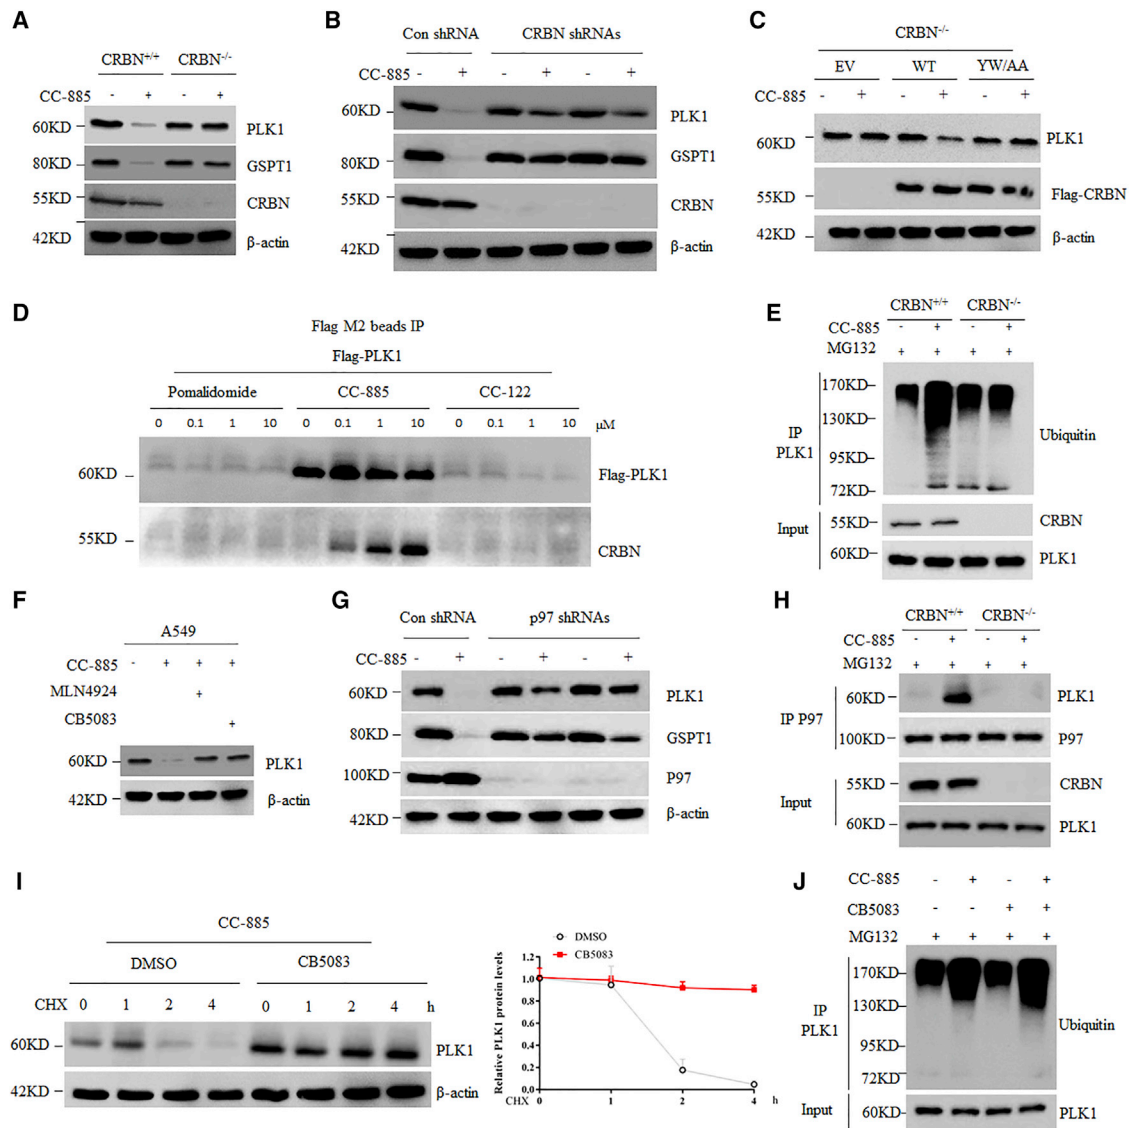 A
CRBN+/+ CRBN-/-
CC-885 - + - +
60KD PLK1
80KD GSPT1
55KD CRBN
42KD β-actin
B
Con shRNA CRBN shRNAs
CC-885 - + - + - +
60KD PLK1
80KD GSPT1
55KD CRBN
42KD β-actin
C
CRBN-/-
EV WT YW/AA
CC-885 - + - + - +
60KD PLK1
55KD Flag-CRBN
42KD β-actin
D
Flag M2 beads IP
Flag-PLK1
Pomalidomide CC-885 CC-122
0 0.1 1 10 0 0.1 1 10 0 0.1 1 10 μM
60KD Flag-PLK1
55KD CRBN
E
CRBN+/+ CRBN-/-
CC-885 - + - +
MG132 + + + +
170KD
130KD
IP PLK1 Ubiquitin
95KD
72KD
Input 55KD CRBN
60KD PLK1
F
A549
CC-885 - + + +
MLN4924 +
CB5083 +
60KD PLK1
42KD β-actin
G
Con shRNA p97 shRNAs
CC-885 - + - + - +
60KD PLK1
80KD GSPT1
100KD P97
42KD β-actin
H
CRBN+/+ CRBN-/-
CC-885 - + - +
MG132 + + + +
60KD PLK1
IP P97
100KD P97
55KD CRBN
Input
60KD PLK1
I
CC-885
DMSO CB5083
CHX 0 1 2 4 0 1 2 4 h
60KD PLK1
42KD β-actin
DMSO
CB5083
Relative PLK1 protein levels
1.2
1.0
0.8
0.6
0.4
0.2
0.0
CHX 0 1 2 4 h
J
CC-885 - + - +
CB5083 - - + +
MG132 + + + +
170KD
130KD
IP PLK1 Ubiquitin
95KD
72KD
Input 60KD PLK1